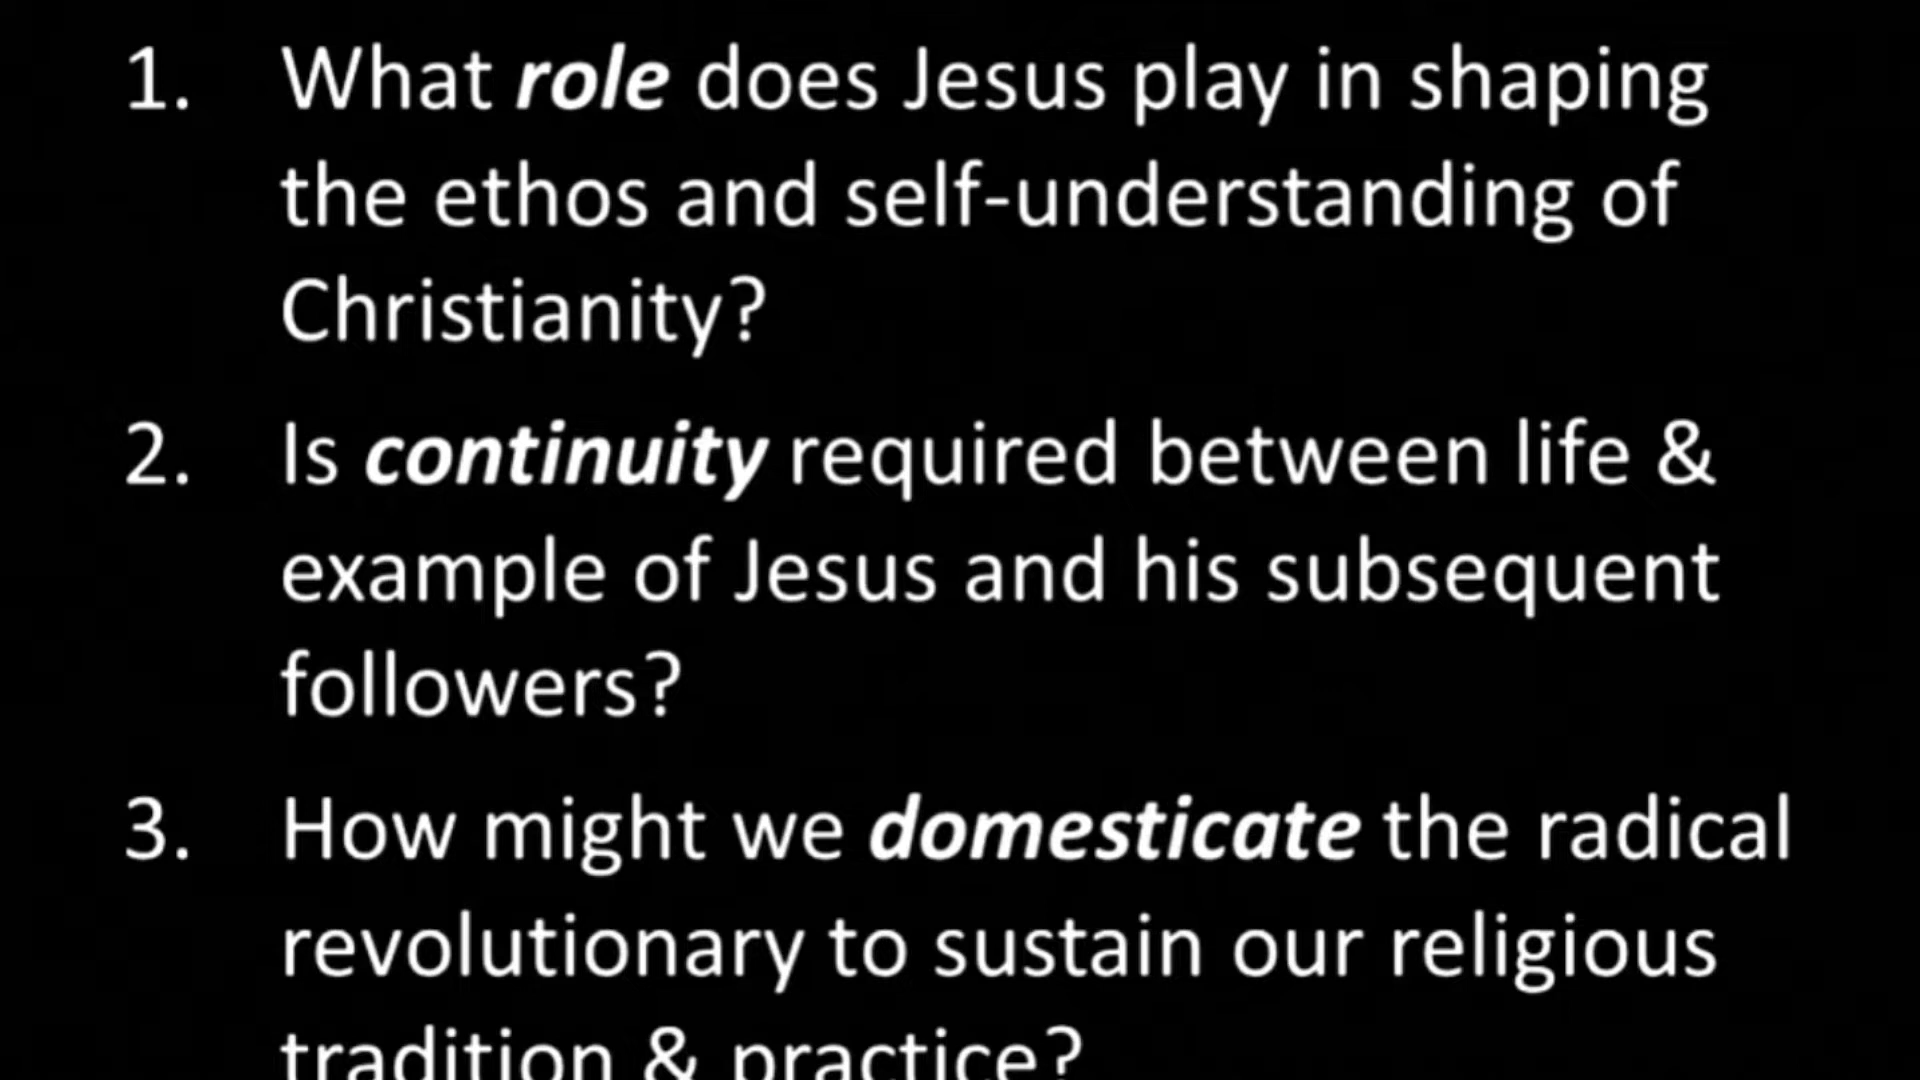 1. What role does Jesus play in shaping
the ethos and self-understanding of
Christianity?
2. Is continuity required between life &
example of Jesus and his subsequent
followers?
3. How might we domesticate the radical
revolutionary to sustain our religious
tradition & practice?